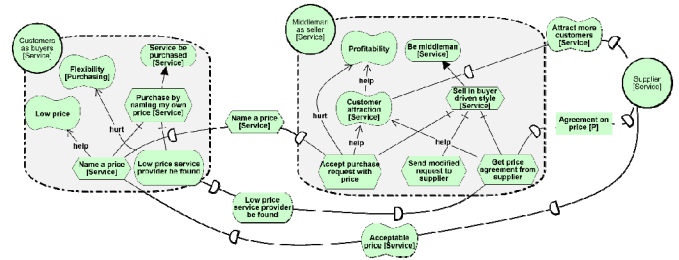 Customers
as buyers
[Service]
Flexibility
[Purchasing]
Service be
purchased
[Service]
Low price
Purchase by
naming my own
price [Service]
hurt
help
Name a price
[Service]
Low price service
provider be found
Name a price
[Service]
Low price
service provider
be found
Middleman
as seller
[Service]
Profitability
Be middleman
[Service]
help
Customer
attraction
[Service]
Sell in buyer
driven style
[Service]
hurt
help
help
help
Accept purchase
request with
price
Send modified
request to
supplier
Get price
agreement from
supplier
Attract more
customers
[Service]
Supplier
[Service]
Agreement on
price [P]
Acceptable
price [Service]